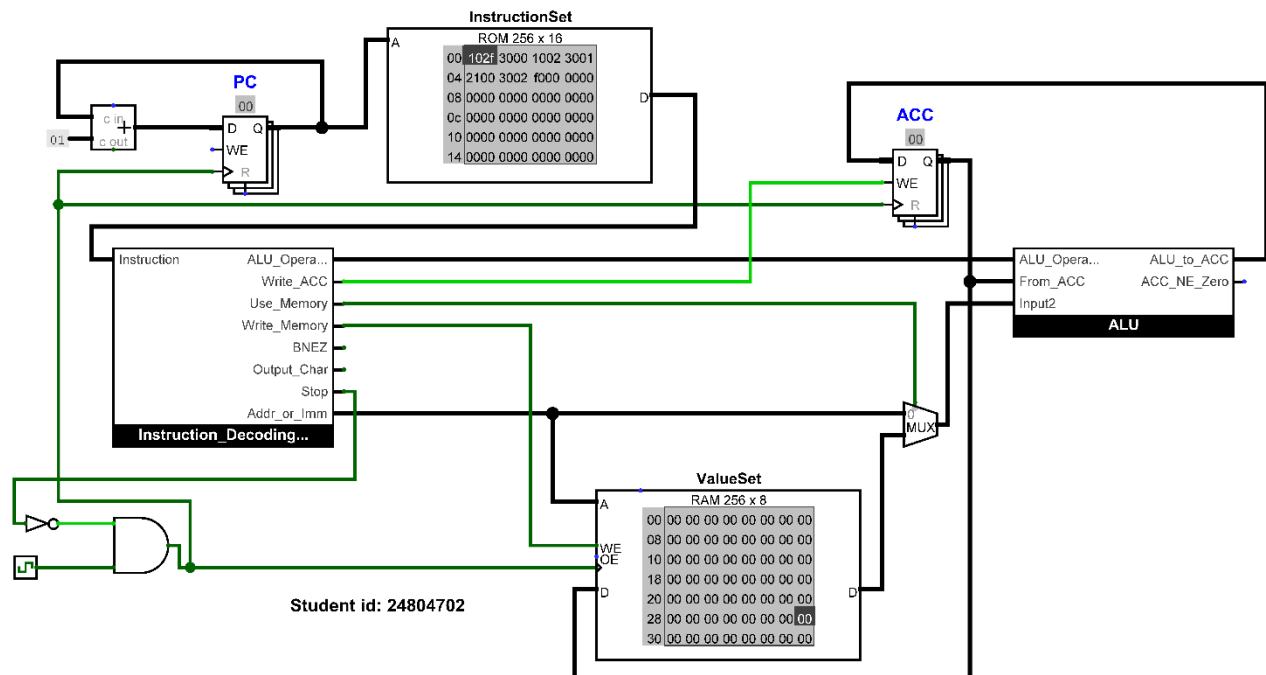 InstructionSet
ROM 256 x 16
A
00 102f 3000 1002 3001
04 2100 3002 f000 0000
08 0000 0000 0000 0000
0c 0000 0000 0000 0000
10 0000 0000 0000 0000
14 0000 0000 0000 0000
D
PC
00
c in
+
c out
01
D Q
WE
R
ACC
00
D Q
WE
R
Instruction
ALU_Opera...
Write_ACC
Use_Memory
Write_Memory
BNEZ
Output_Char
Stop
Addr_or_Imm
Instruction_Decoding...
ALU_Opera... ALU_to_ACC
From_ACC ACC_NE_Zero
Input2
ALU
0
MUX
ValueSet
RAM 256 x 8
A
00 00 00 00 00 00 00 00 00
08 00 00 00 00 00 00 00 00
10 00 00 00 00 00 00 00 00
18 00 00 00 00 00 00 00 00
20 00 00 00 00 00 00 00 00
28 00 00 00 00 00 00 00 00
30 00 00 00 00 00 00 00 00
WE
OE
D
D
Student id: 24804702